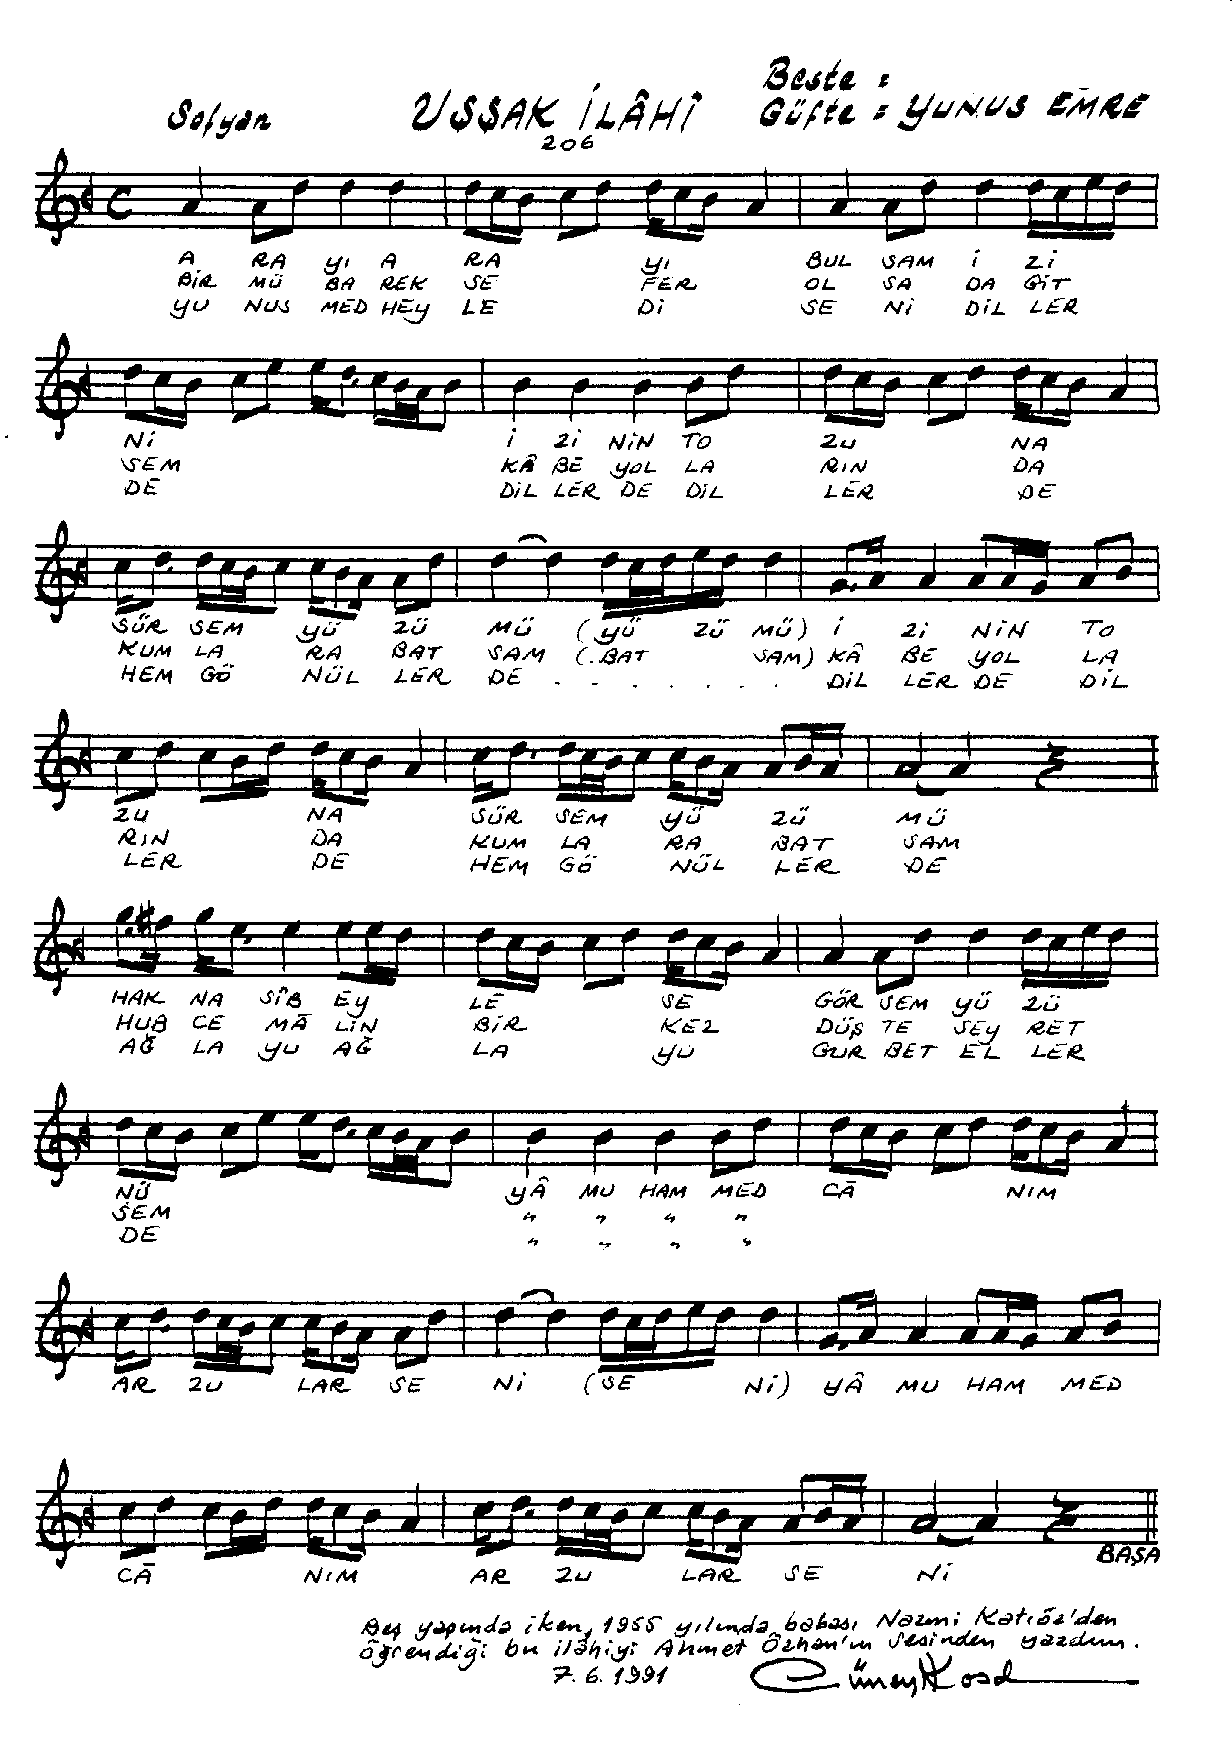 Beste :
Sofyan UŞŞAK İLÂHÎ Güfte : YUNUS EMRE
206
A RA YI A RA YI BUL SAM İ Zİ
BİR MÜ BA REK SE FER OL SA DA GİT
YU NUS MED HEY LE Dİ SE Nİ DİL LER
Nİ İ Zİ NİN TO ZU NA
SEM KÂ BE YOL LA RIN DA
DE DİL LER DE DİL LER DE
SÜR SEM YÜ ZÜ MÜ (YÜ ZÜ MÜ) İ Zİ NİN TO
KUM LA RA BAT SAM (.BAT SAM) KÂ BE YOL LA
HEM GÖ NÜL LER DE . - . . . . . DİL LER DE DİL
ZU NA SÜR SEM YÜ ZÜ MÜ
RIN DA KUM LA RA BAT SAM
LER DE HEM GÖ NÜL LER DE
HAK NA SÎB EY LE SE GÖR SEM YÜ ZÜ
HUB CE MÂ LİN BİR KEZ DÜŞ TE SEY RET
AĞ LA YU AĞ LA YU GUR BET EL LER
NÜ YÂ MU HAM MED CÂ NIM
SEM " " " "
DE " " " "
AR ZU LAR SE Nİ (SE Nİ) YÂ MU HAM MED
BAŞA
CÂ NIM AR ZU LAR SE Nİ
Beş yaşında iken, 1955 yılında babası Nazmi Katıöz'den
öğrendiği bu ilâhiyi Ahmet Özhan'ın sesinden yazdım.
7.6.1991 Cüneyt Kosal